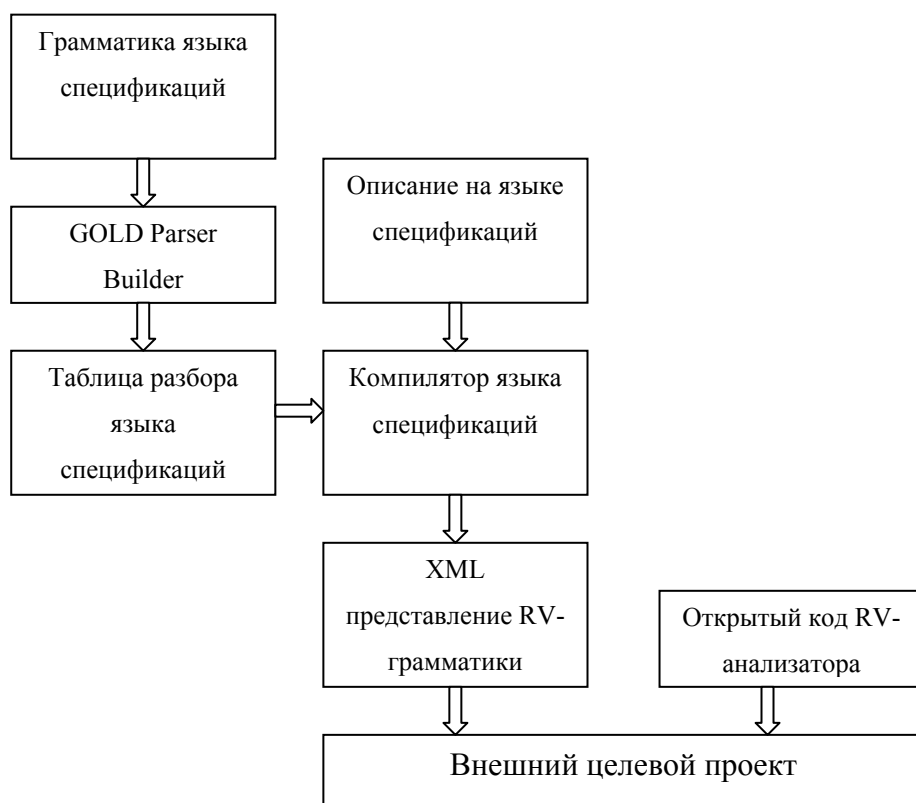 Грамматика языка
спецификаций
GOLD Parser
Builder
Описание на языке
спецификаций
Таблица разбора
языка
спецификаций
Компилятор языка
спецификаций
XML
представление RV-
грамматики
Открытый код RV-
анализатора
Внешний целевой проект